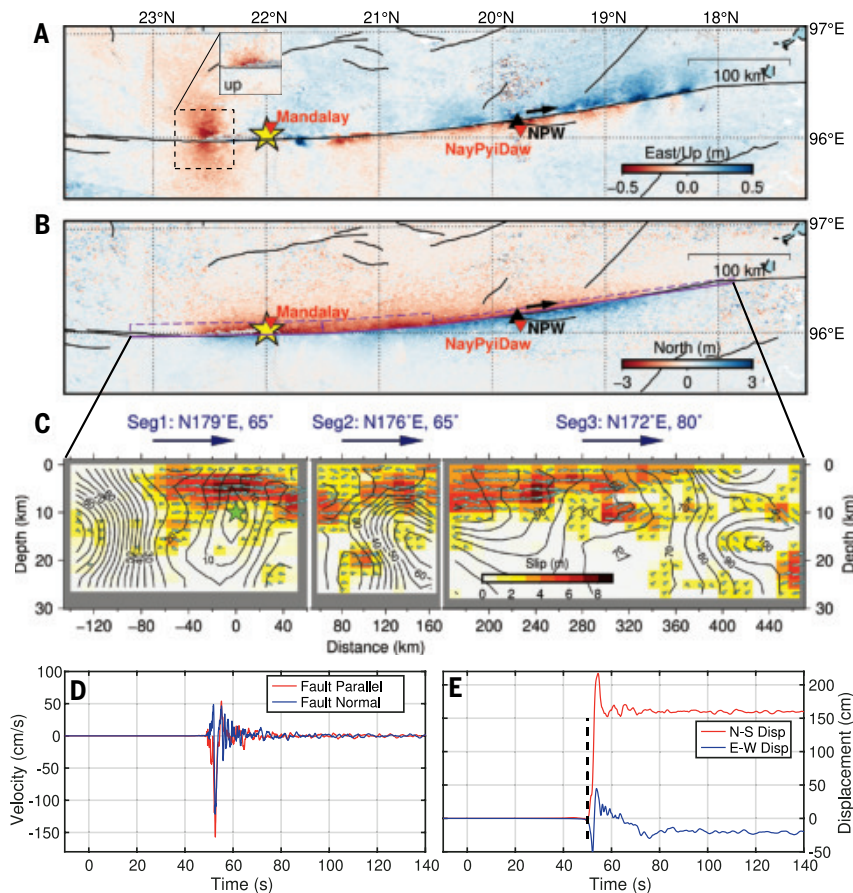 23°N 22°N 21°N 20°N 19°N 18°N
A
97°E
up
100 km
Mandalay
96°E
NPW
NayPyiDaw
East/Up (m)
−0.5 0.0 0.5
B
97°E
100 km
Mandalay
NPW
96°E
NayPyiDaw
North (m)
−3 0 3
C
Seg1: N179°E, 65° Seg2: N176°E, 65° Seg3: N172°E, 80°
0 0
Depth (km) 10 10 Depth (km)
20 20
30 30
10
Slip (m)
0 2 4 6 8
−120 −80 −40 0 40 80 120 160 200 240 280 320 360 400 440
Distance (km)
D
100
50
0
-50
-100
-150
Velocity (cm/s)
Fault Parallel
Fault Normal
0 20 40 60 80 100 120 140
Time (s)
E
200
150
100
50
0
-50
Displacement (cm)
N-S Disp
E-W Disp
0 20 40 60 80 100 120 140
Time (s)